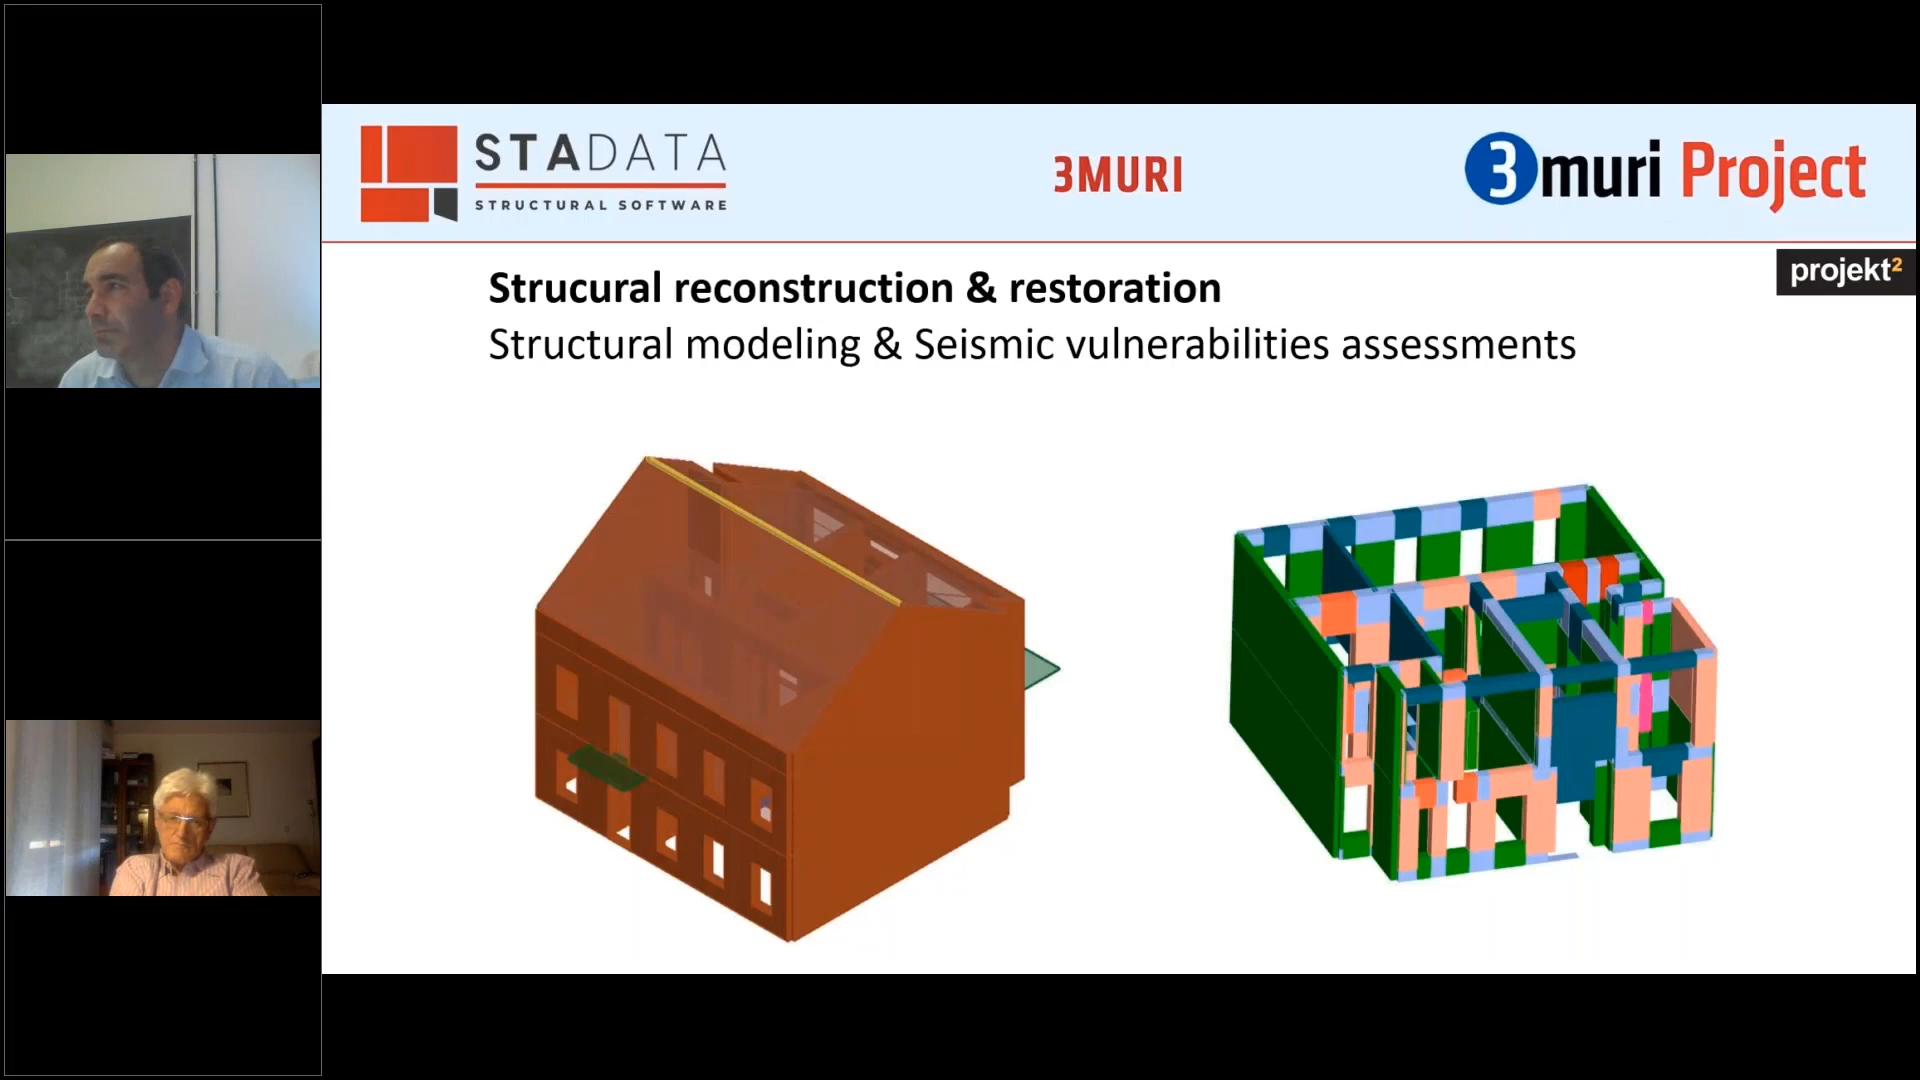 STADATA
STRUCTURAL SOFTWARE
3MURI
3muri Project
projekt²
Strucural reconstruction & restoration
Structural modeling & Seismic vulnerabilities assessments